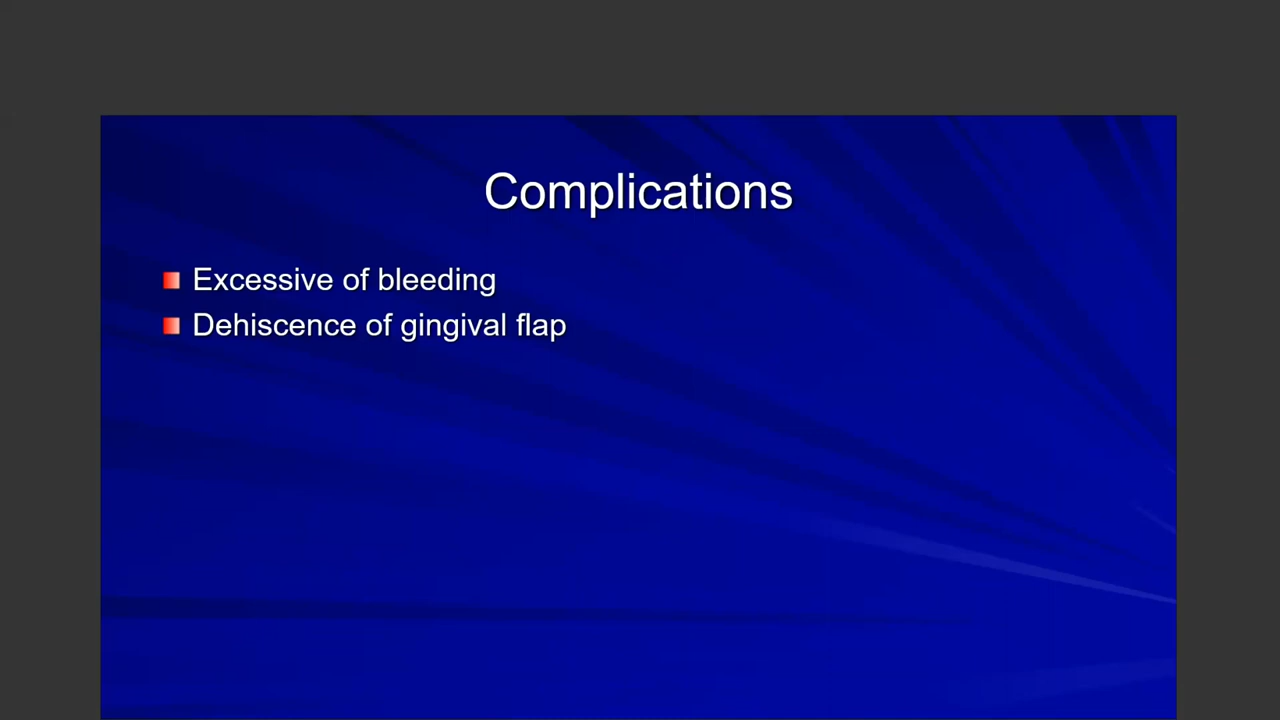 Complications
Excessive of bleeding
Dehiscence of gingival flap